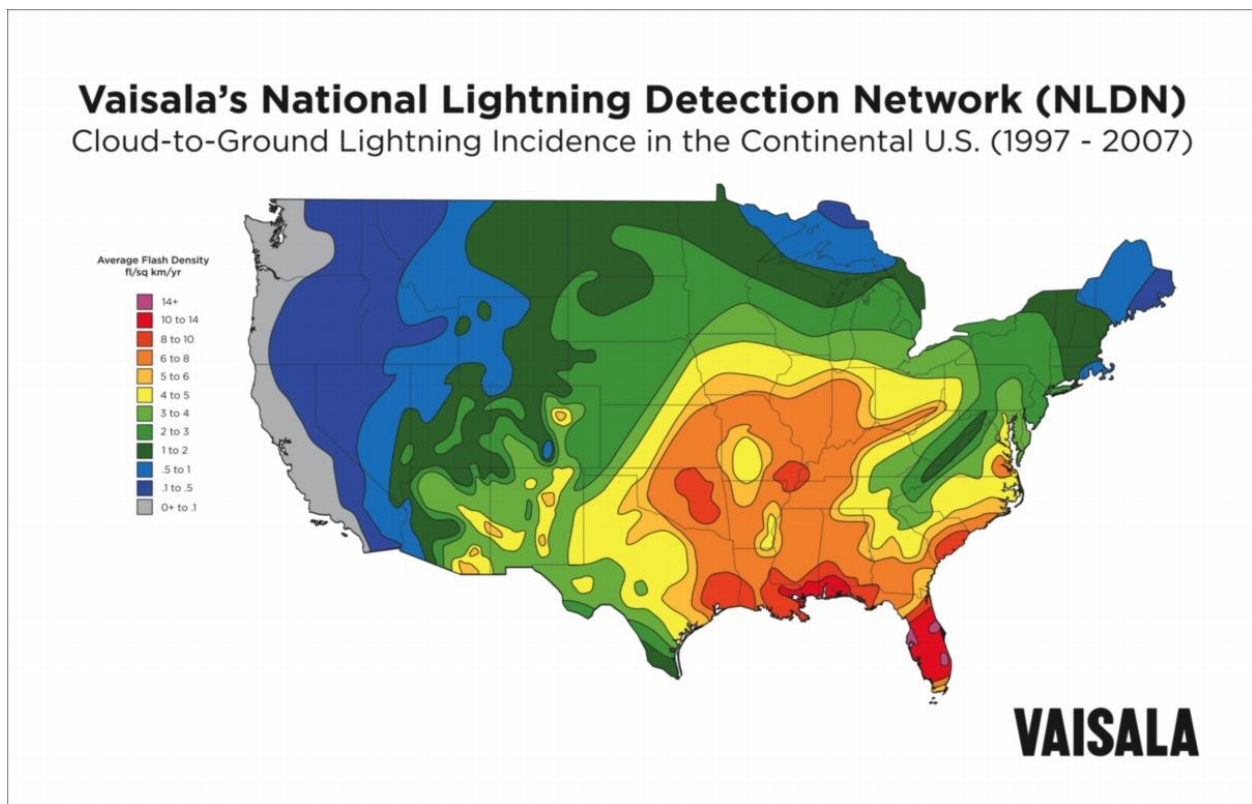 Vaisala's National Lightning Detection Network (NLDN)
Cloud-to-Ground Lightning Incidence in the Continental U.S. (1997 - 2007)
Average Flash Density
fl/sq km/yr
14+
10 to 14
8 to 10
6 to 8
5 to 6
4 to 5
3 to 4
2 to 3
1 to 2
.5 to 1
.1 to .5
0+ to .1
VAISALA